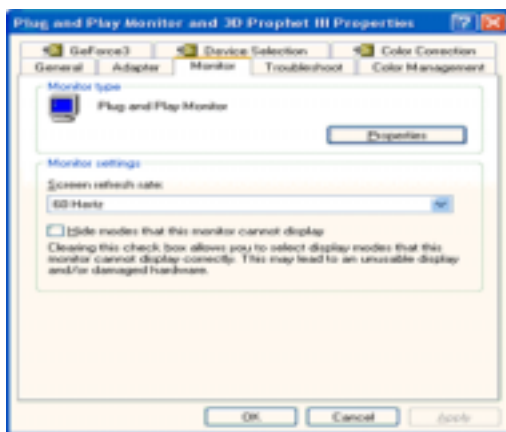 Plug and Play Monitor and 3D Prophet III Properties
GeForce3 Device Selection Color Correction
General Adapter Monitor Troubleshoot Color Management
Monitor type
Plug and Play Monitor
Properties
Monitor settings
Screen refresh rate:
60 Hertz
Hide modes that this monitor cannot display
Clearing this check box allows you to select display modes that this
monitor cannot display correctly. This may lead to an unusable display
and/or damaged hardware.
OK Cancel Apply